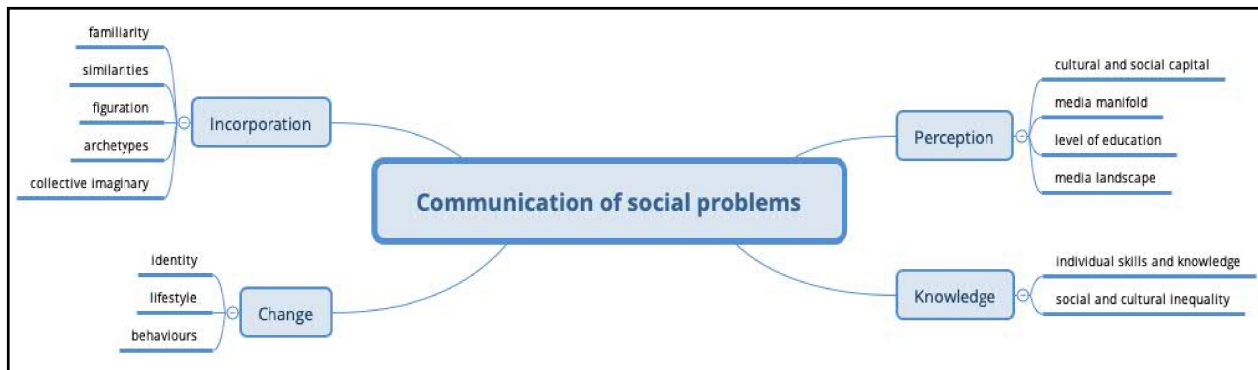 Communication of social problems
Incorporation
familiarity
similarities
figuration
archetypes
collective imaginary
Change
identity
lifestyle
behaviours
Perception
cultural and social capital
media manifold
level of education
media landscape
Knowledge
individual skills and knowledge
social and cultural inequality